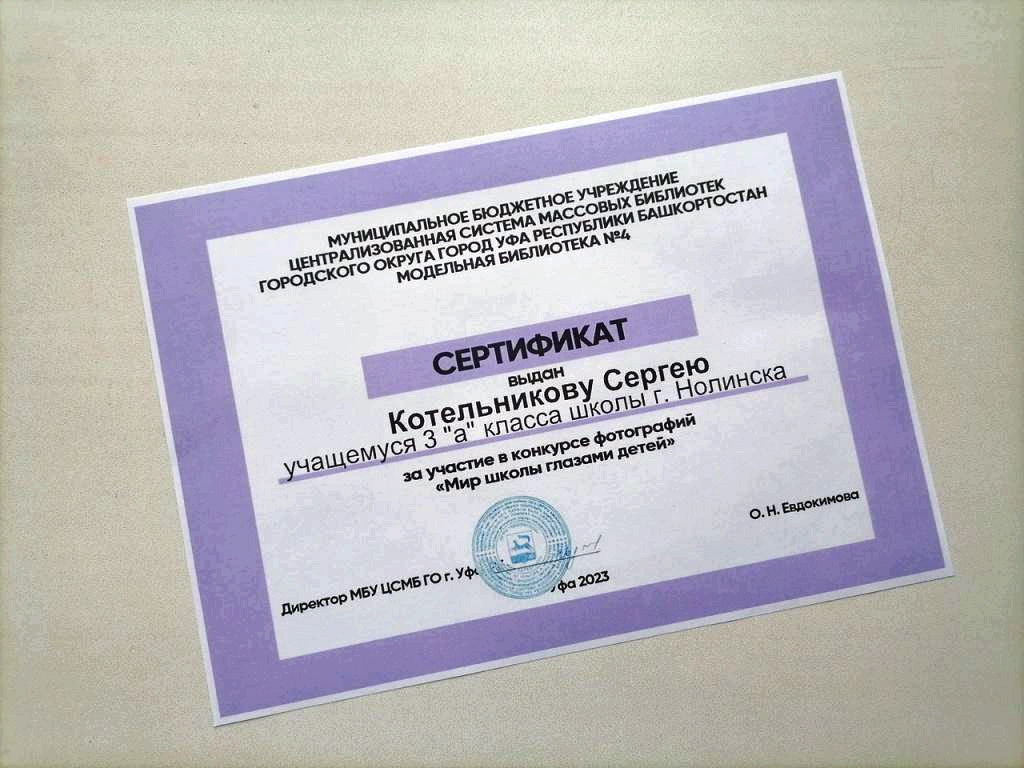 МУНИЦИПАЛЬНОЕ БЮДЖЕТНОЕ УЧРЕЖДЕНИЕ
ЦЕНТРАЛИЗОВАННАЯ СИСТЕМА МАССОВЫХ БИБЛИОТЕК
ГОРОДСКОГО ОКРУГА ГОРОД УФА РЕСПУБЛИКИ БАШКОРТОСТАН
МОДЕЛЬНАЯ БИБЛИОТЕКА №4
СЕРТИФИКАТ
выдан
Котельникову Сергею
учащемуся 3 "а" класса школы г. Нолинска
за участие в конкурсе фотографий
«Мир школы глазами детей»
О. Н. Евдокимова
Директор МБУ ЦСМБ ГО г. Уфа
Уфа 2023